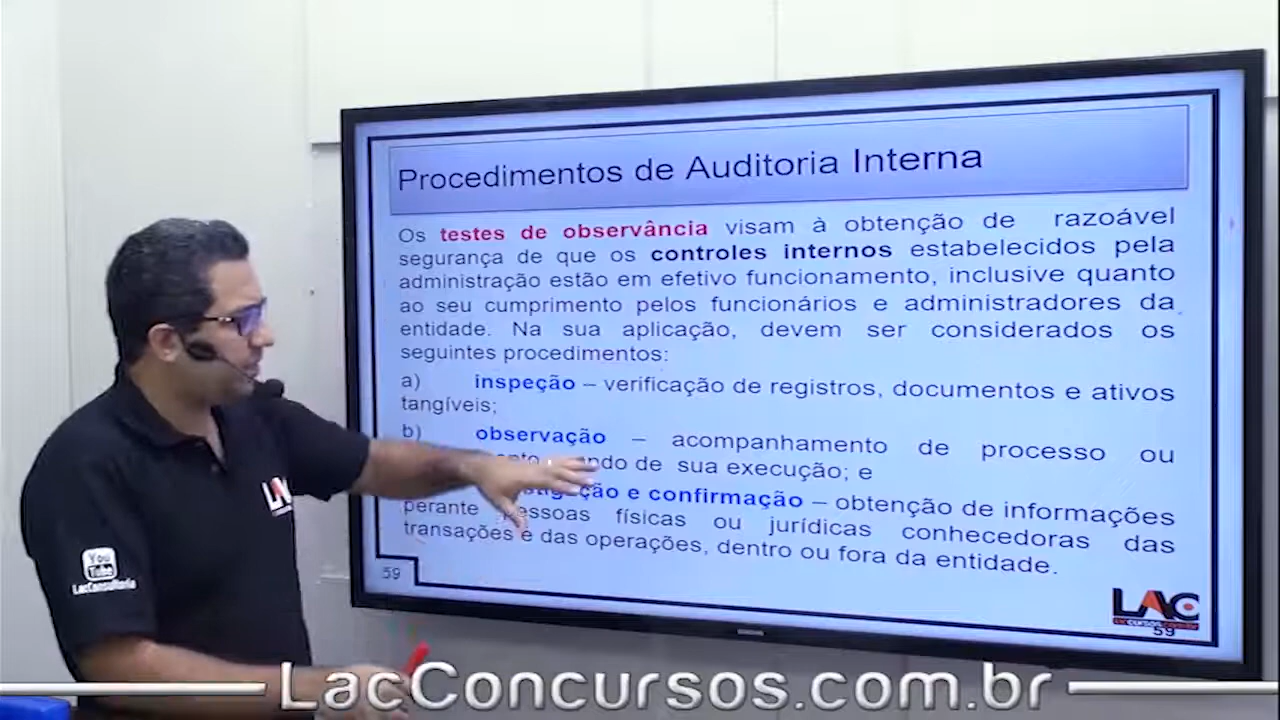 Procedimentos de Auditoria Interna
Os testes de observância visam à obtenção de razoável
segurança de que os controles internos estabelecidos pela
administração estão em efetivo funcionamento, inclusive quanto
ao seu cumprimento pelos funcionários e administradores da
entidade. Na sua aplicação, devem ser considerados os
seguintes procedimentos:
a) inspeção – verificação de registros, documentos e ativos
tangíveis;
b) observação – acompanhamento de processo ou
de sua execução; e
e confirmação – obtenção de informações
perante pessoas físicas ou jurídicas conhecedoras das
transações e das operações, dentro ou fora da entidade.
59
LAC
59
LAC
You
Tube
LacConsultoria
LacConcursos.com.br